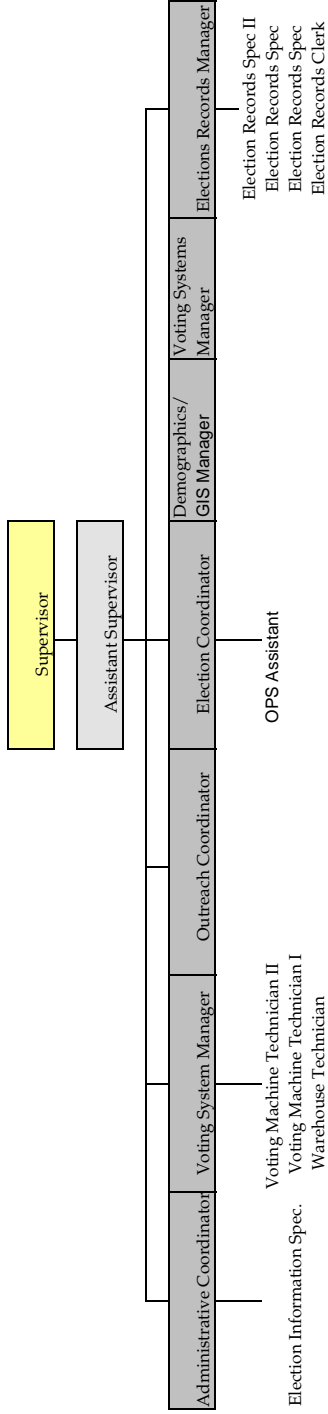 Supervisor
Assistant Supervisor
Administrative Coordinator
Voting System Manager
Outreach Coordinator
Election Coordinator
Demographics/
GIS Manager
Voting Systems
Manager
Elections Records Manager
Election Information Spec.
Voting Machine Technician II
Voting Machine Technician I
Warehouse Technician
OPS Assistant
Election Records Spec II
Election Records Spec
Election Records Spec
Election Records Clerk